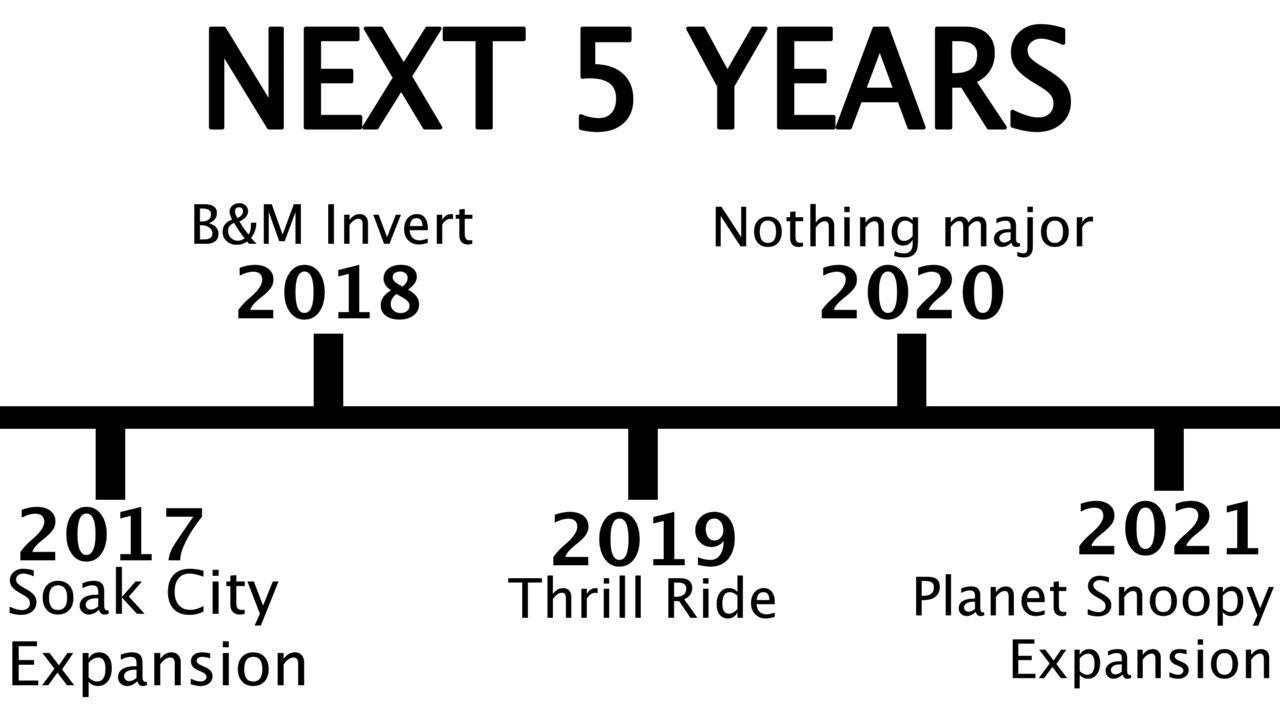 NEXT 5 YEARS
B&M Invert
2018
Nothing major
2020
2017
Soak City
Expansion
2019
Thrill Ride
2021
Planet Snoopy
Expansion